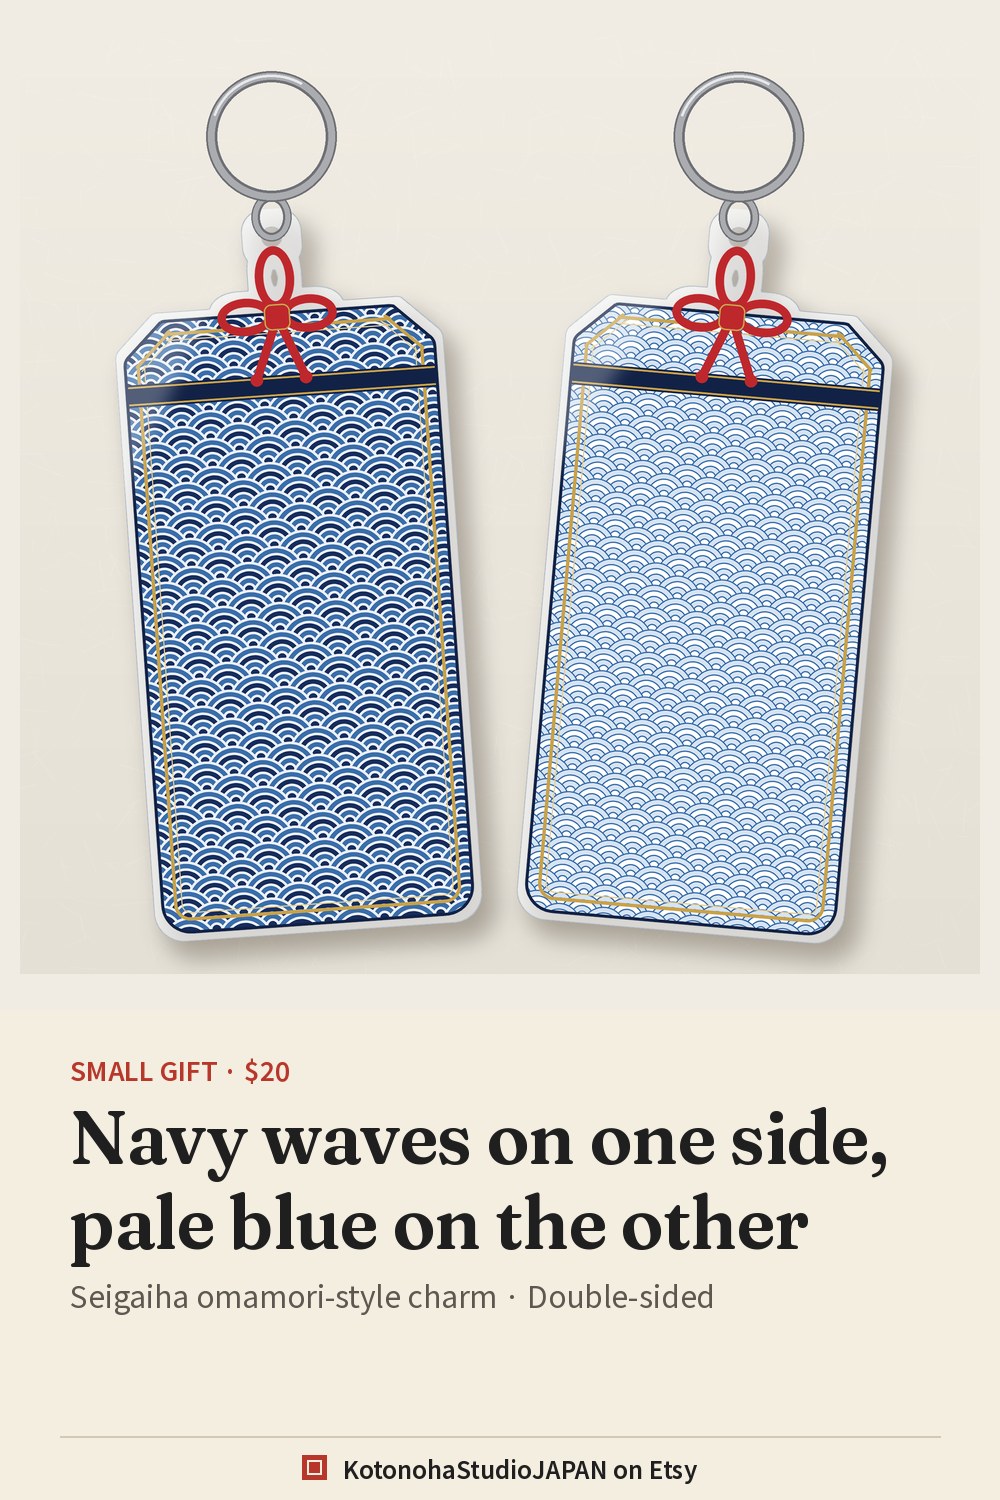 SMALL GIFT · $20
Navy waves on one side,
pale blue on the other
Seigaiha omamori-style charm · Double-sided
KotonohaStudioJAPAN on Etsy